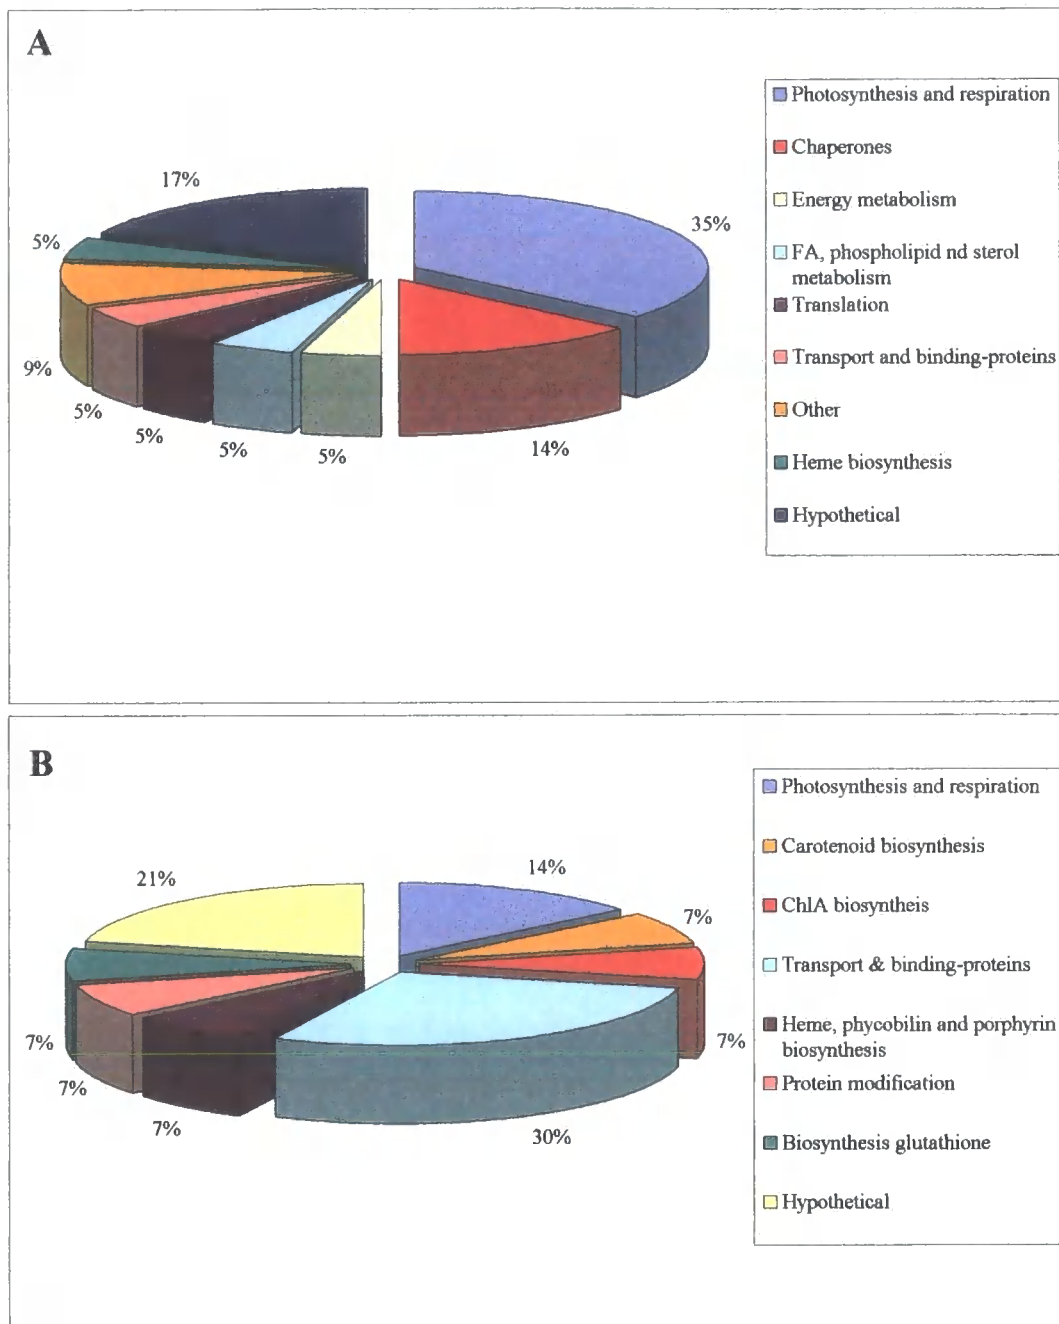 A
17%
35%
5%
9%
5%
5%
5%
5%
14%
Photosynthesis and respiration
Chaperones
Energy metabolism
FA, phospholipid nd sterol
metabolism
Translation
Transport and binding-proteins
Other
Heme biosynthesis
Hypothetical
B
21%
14%
7%
7%
7%
7%
7%
30%
Photosynthesis and respiration
Carotenoid biosynthesis
ChlA biosyntheis
Transport & binding-proteins
Heme, phycobilin and porphyrin
biosynthesis
Protein modification
Biosynthesis glutathione
Hypothetical